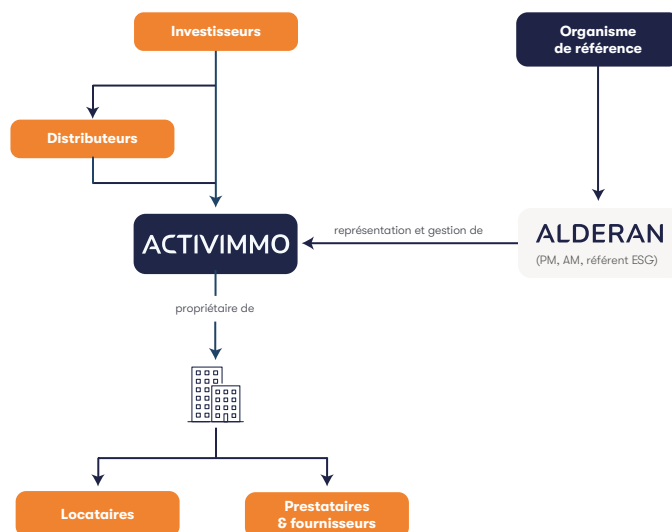 Investisseurs
Organisme
de référence
Distributeurs
ACTIVIMMO
représentation et gestion de
ALDERAN
(PM, AM, référent ESG)
propriétaire de
Locataires
Prestataires
& fournisseurs